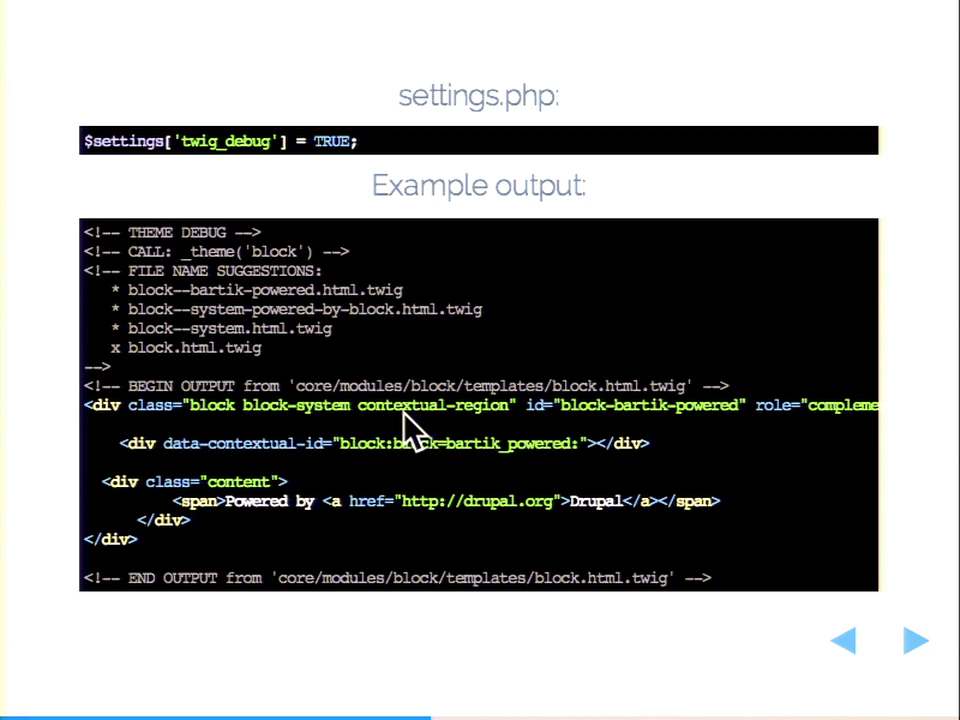 settings.php:
$settings['twig_debug'] = TRUE;
Example output:
<!-- THEME DEBUG -->
<!-- CALL: _theme('block') -->
<!-- FILE NAME SUGGESTIONS:
* block--bartik-powered.html.twig
* block--system-powered-by-block.html.twig
* block--system.html.twig
x block.html.twig
-->
<!-- BEGIN OUTPUT from 'core/modules/block/templates/block.html.twig' -->
<div class="block block-system contextual-region" id="block-bartik-powered" role="compleme
<div data-contextual-id="block:block=bartik_powered:"></div>
<div class="content">
<span>Powered by <a href="http://drupal.org">Drupal</a></span>
</div>
</div>
<!-- END OUTPUT from 'core/modules/block/templates/block.html.twig' -->